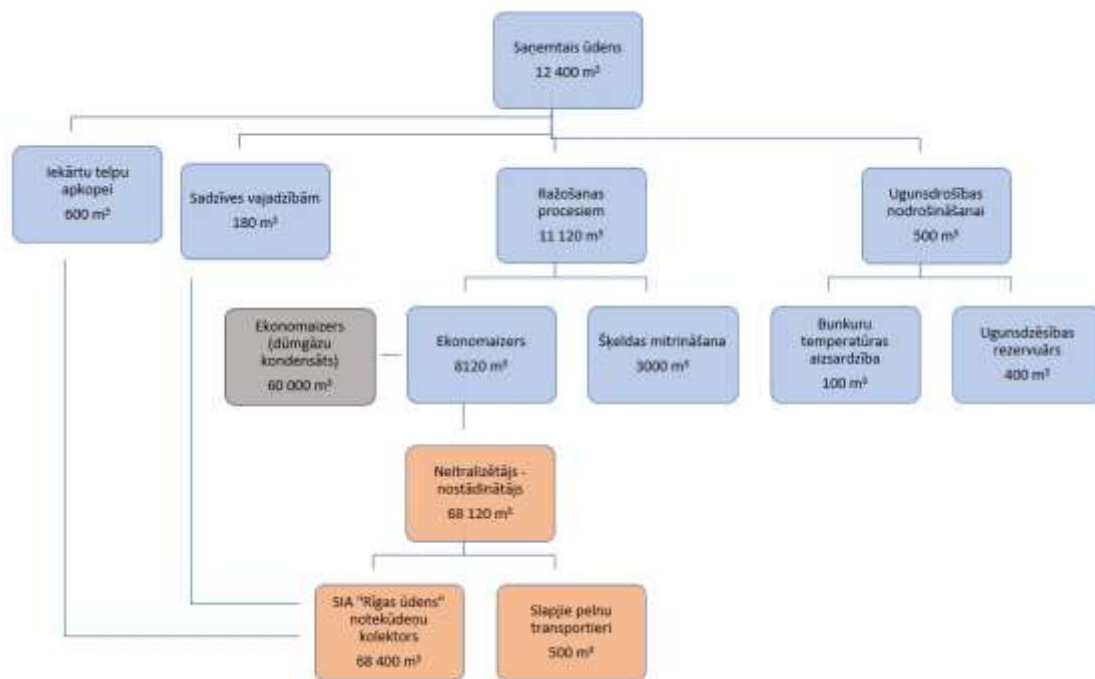 Saņemtais ūdens
12 400 m³
Iekārtu telpu
apkopei
600 m³
Sadzīves vajadzībām
180 m³
Ražošanas
procesiem
11 120 m³
Ugunsdrošības
nodrošināšanai
500 m³
Ekonomaizers
(dūmgāzu
kondensāts)
60 000 m³
Ekonomaizers
8120 m³
Šķeldas mitrināšana
3000 m³
Bunkuru
temperatūras
aizsardzība
100 m³
Ugunsdzēsības
rezervuārs
400 m³
Neitralizētājs -
nostādinātājs
68 120 m³
SIA "Rīgas ūdens"
notekūdeņu
kolektors
68 400 m³
Slapjie pelnu
transportieri
500 m³